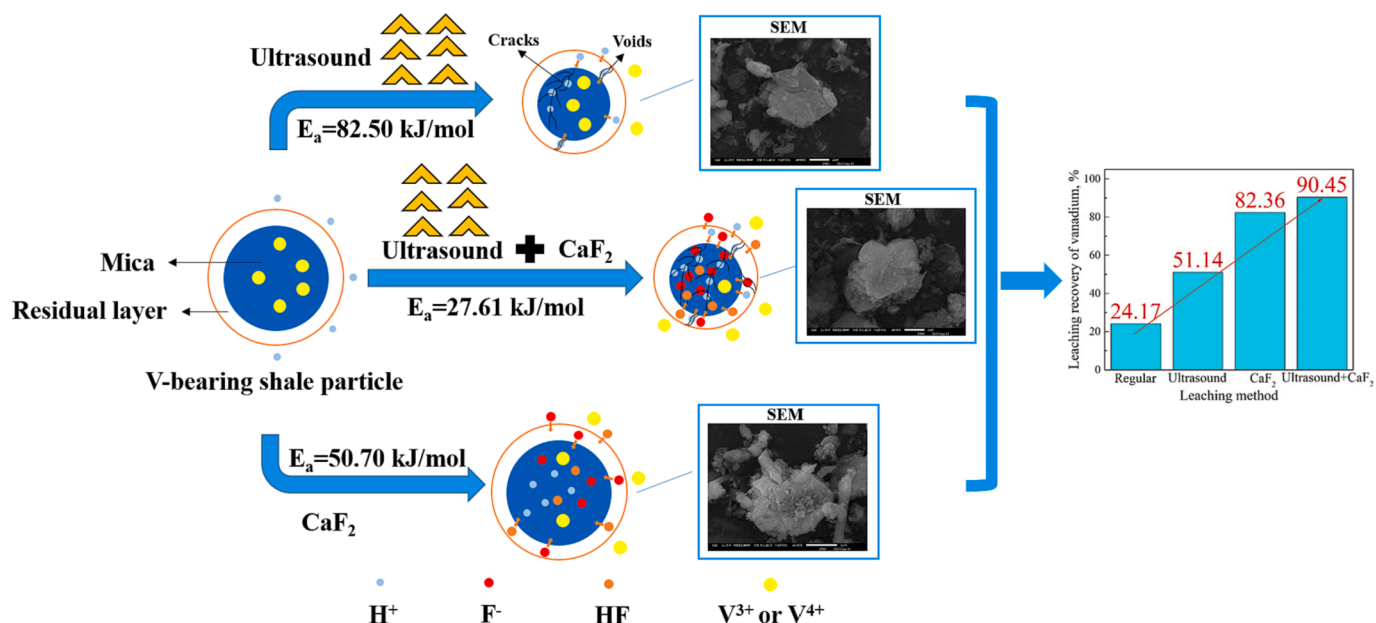 Ultrasound
Cracks
Voids
SEM
Eₐ=82.50 kJ/mol
Mica
Residual layer
V-bearing shale particle
Ultrasound + CaF₂
Eₐ=27.61 kJ/mol
SEM
Eₐ=50.70 kJ/mol
CaF₂
SEM
H⁺
F⁻
HF
V³⁺ or V⁴⁺
Leaching recovery of vanadium, %
100
80
60
40
20
0
24.17
51.14
82.36
90.45
Regular
Ultrasound
CaF₂
Ultrasound+CaF₂
Leaching method